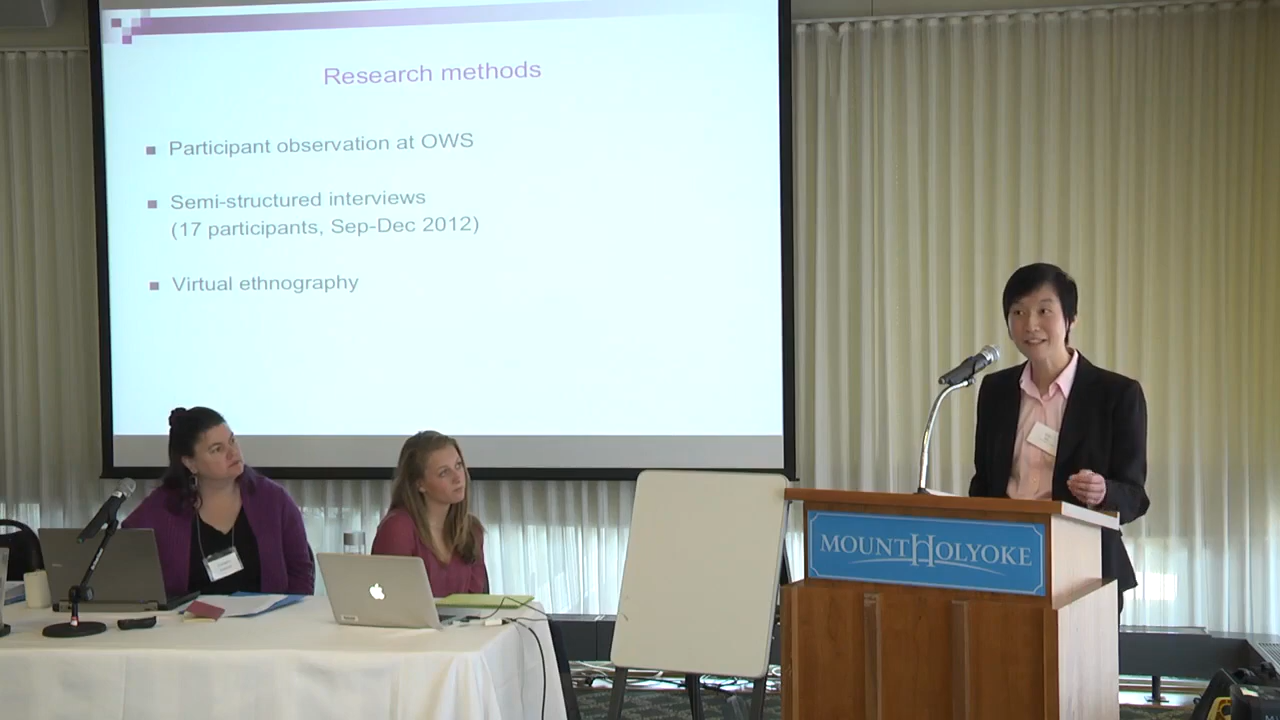 Research methods
Participant observation at OWS
Semi-structured interviews
(17 participants, Sep-Dec 2012)
Virtual ethnography
MOUNT HOLYOKE